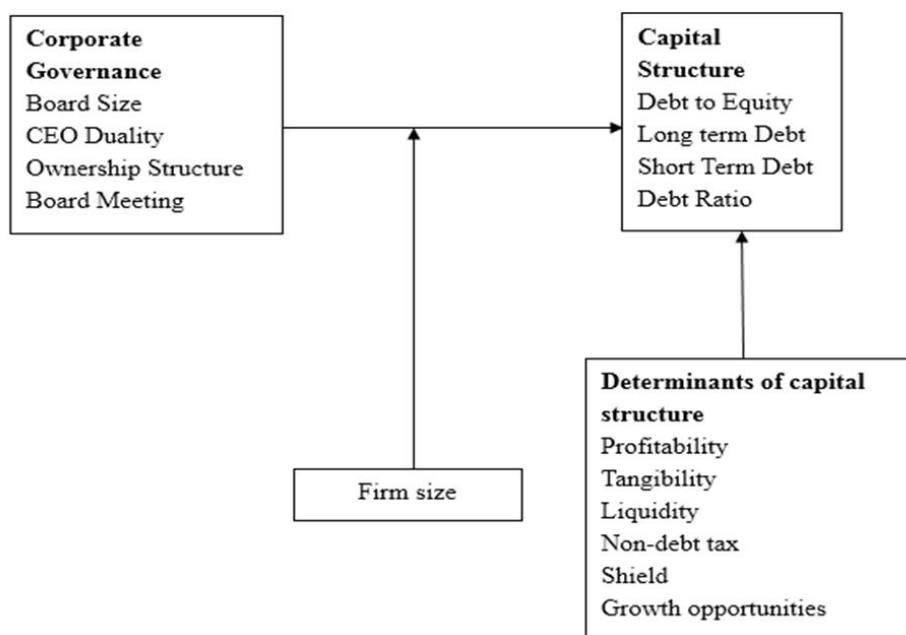 Corporate
Governance
Board Size
CEO Duality
Ownership Structure
Board Meeting
Capital
Structure
Debt to Equity
Long term Debt
Short Term Debt
Debt Ratio
Firm size
Determinants of capital
structure
Profitability
Tangibility
Liquidity
Non-debt tax
Shield
Growth opportunities